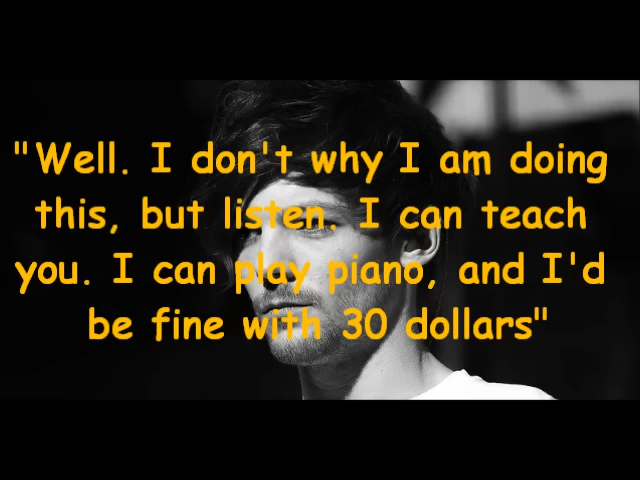 "Well. I don't why I am doing
this, but listen. I can teach
you. I can play piano, and I'd
be fine with 30 dollars"